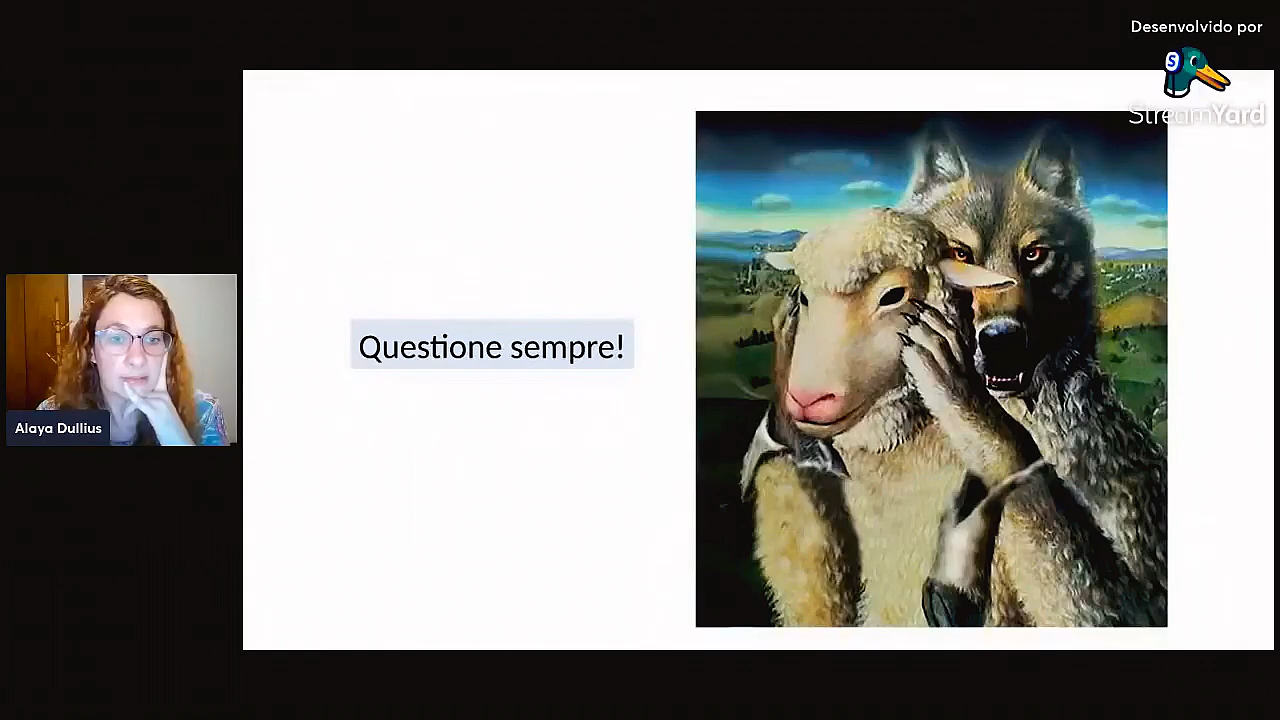 Desenvolvido por
StreamYard
Questione sempre!
Alaya Dullius